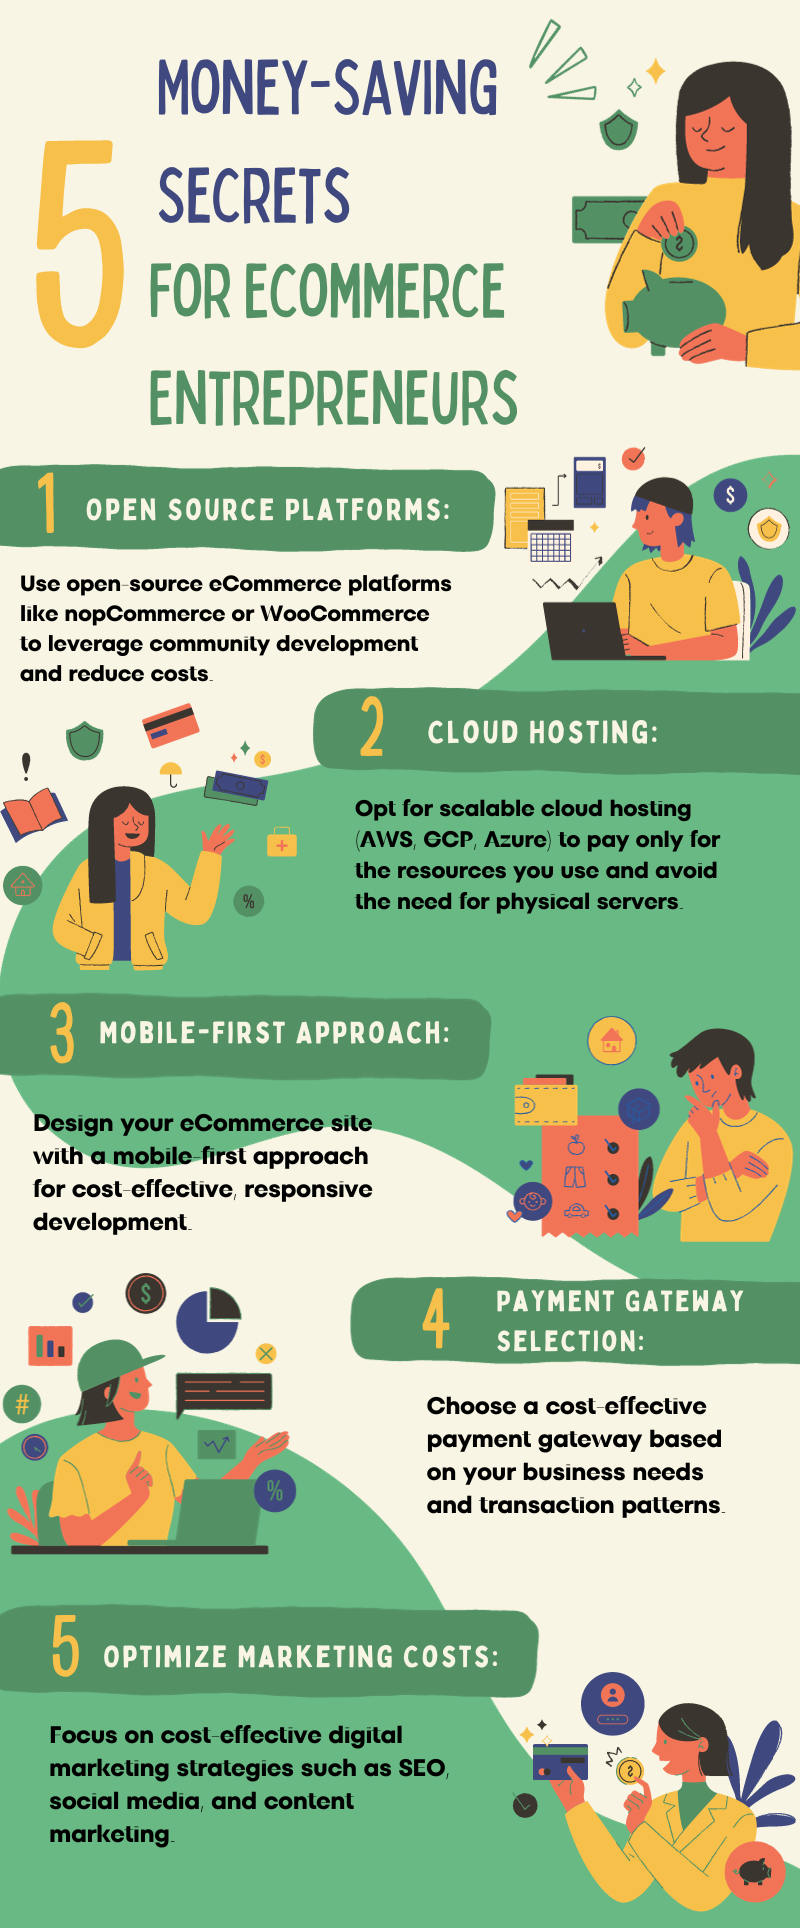 5
MONEY-SAVING
SECRETS
FOR ECOMMERCE
ENTREPRENEURS
1 OPEN SOURCE PLATFORMS:
Use open-source eCommerce platforms
like nopCommerce or WooCommerce
to leverage community development
and reduce costs.
2 CLOUD HOSTING:
Opt for scalable cloud hosting
(AWS, GCP, Azure) to pay only for
the resources you use and avoid
the need for physical servers.
3 MOBILE-FIRST APPROACH:
Design your eCommerce site
with a mobile-first approach
for cost-effective, responsive
development.
4 PAYMENT GATEWAY
SELECTION:
Choose a cost-effective
payment gateway based
on your business needs
and transaction patterns.
5 OPTIMIZE MARKETING COSTS:
Focus on cost-effective digital
marketing strategies such as SEO,
social media, and content
marketing.